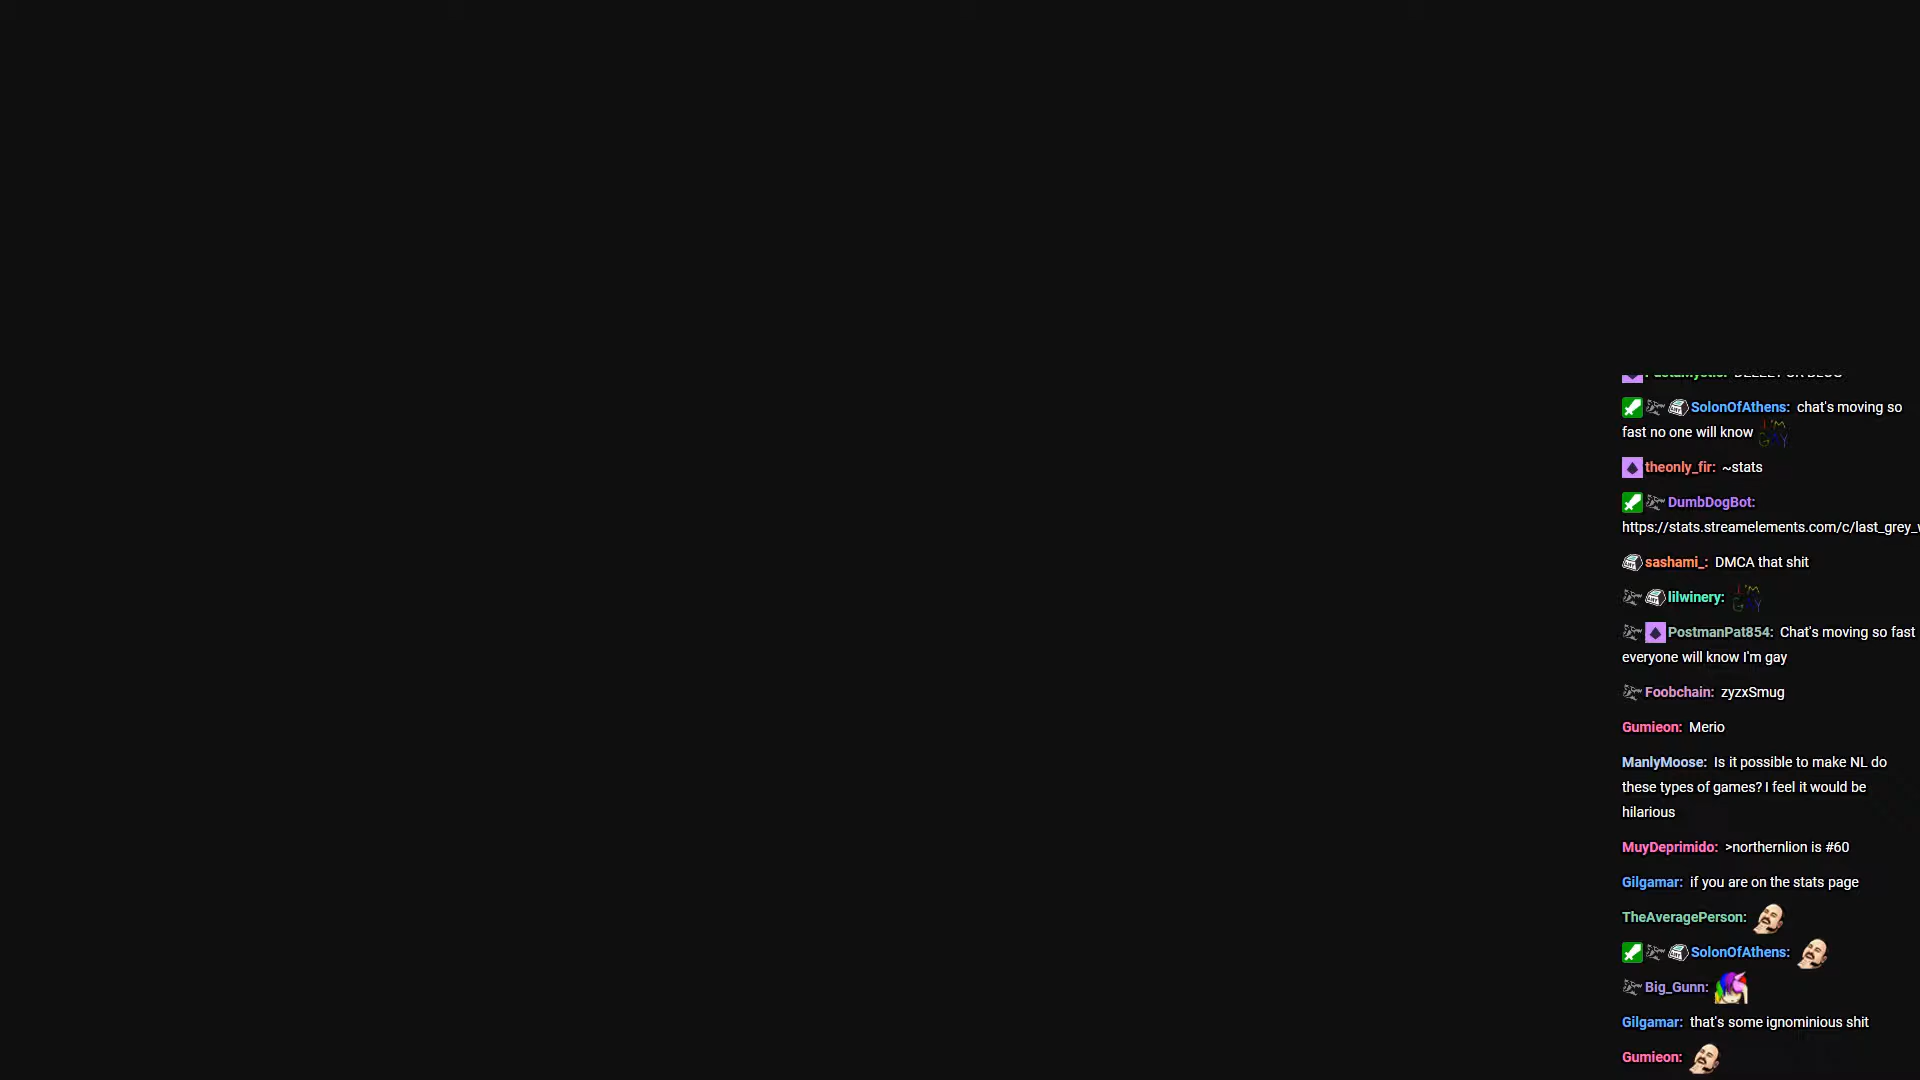 SolonOfAthens: chat's moving so
fast no one will know I'M GAY
theonly_fir: ~stats
DumbDogBot:
https://stats.streamelements.com/c/last_grey_
sashami_: DMCA that shit
lilwinery: I'M GAY
PostmanPat854: Chat's moving so fast
everyone will know I'm gay
Foobchain: zyzxSmug
Gumieon: Merio
ManlyMoose: Is it possible to make NL do
these types of games? I feel it would be
hilarious
MuyDeprimido: >northernlion is #60
Gilgamar: if you are on the stats page
TheAveragePerson:
SolonOfAthens:
Big_Gunn:
Gilgamar: that's some ignominious shit
Gumieon: